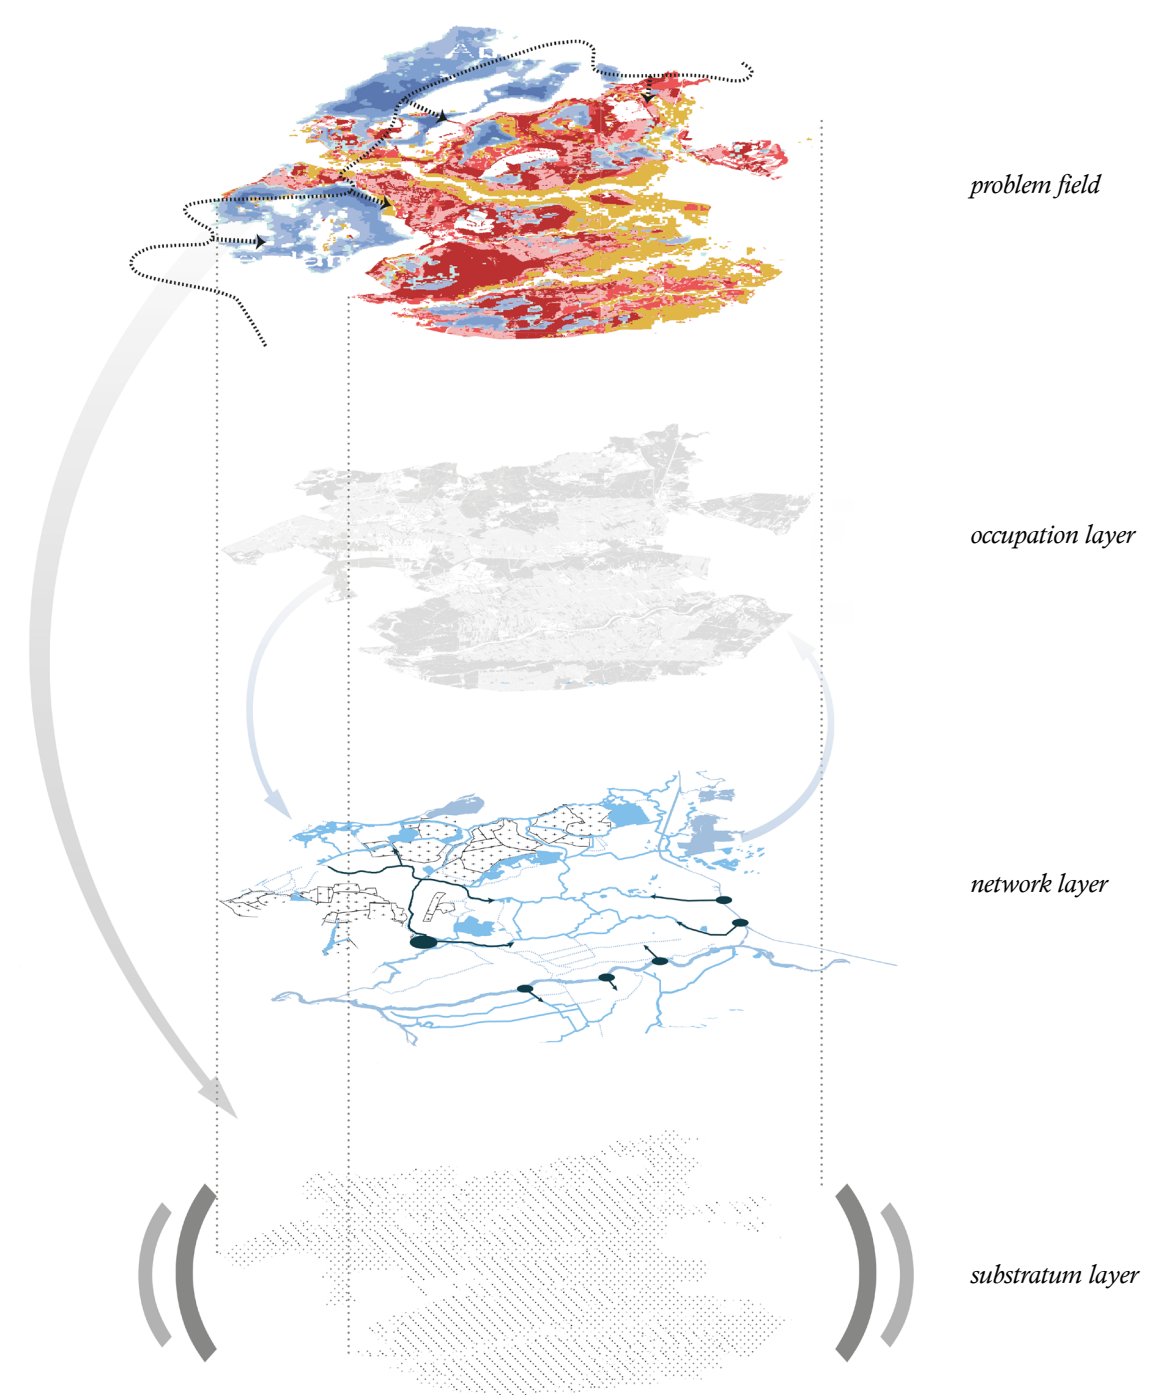 problem field
occupation layer
network layer
substratum layer